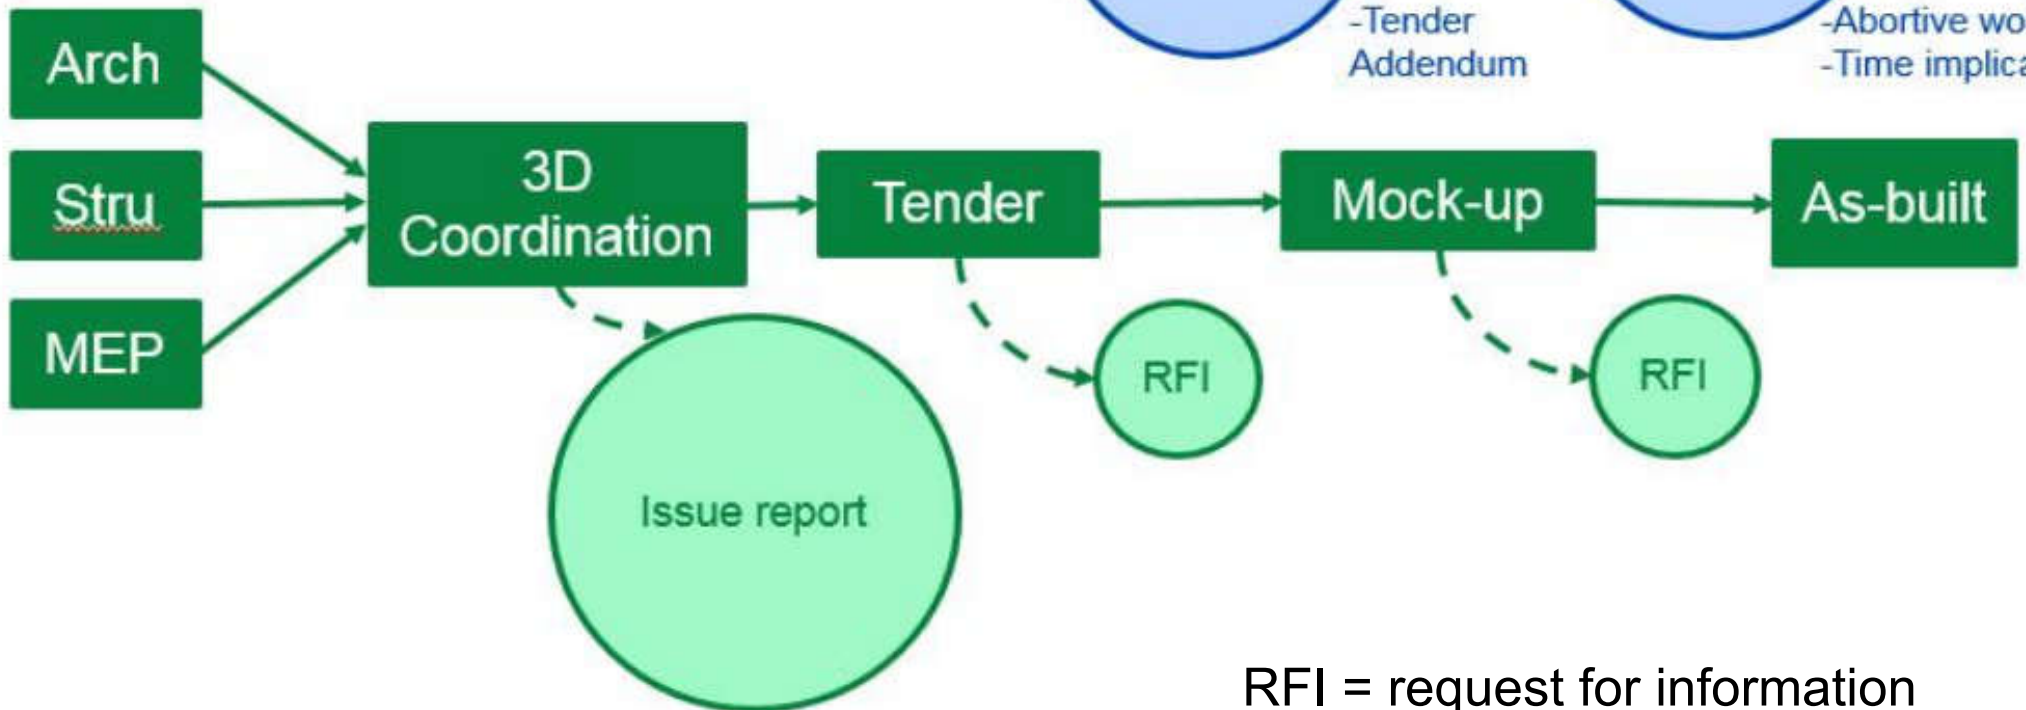 -Tender
Addendum
-Abortive
-Time
Arch
Stru
MEP
3D
Coordination
Tender
Mock-up
As-built
Issue report
RFI
RFI
RFI = request for information